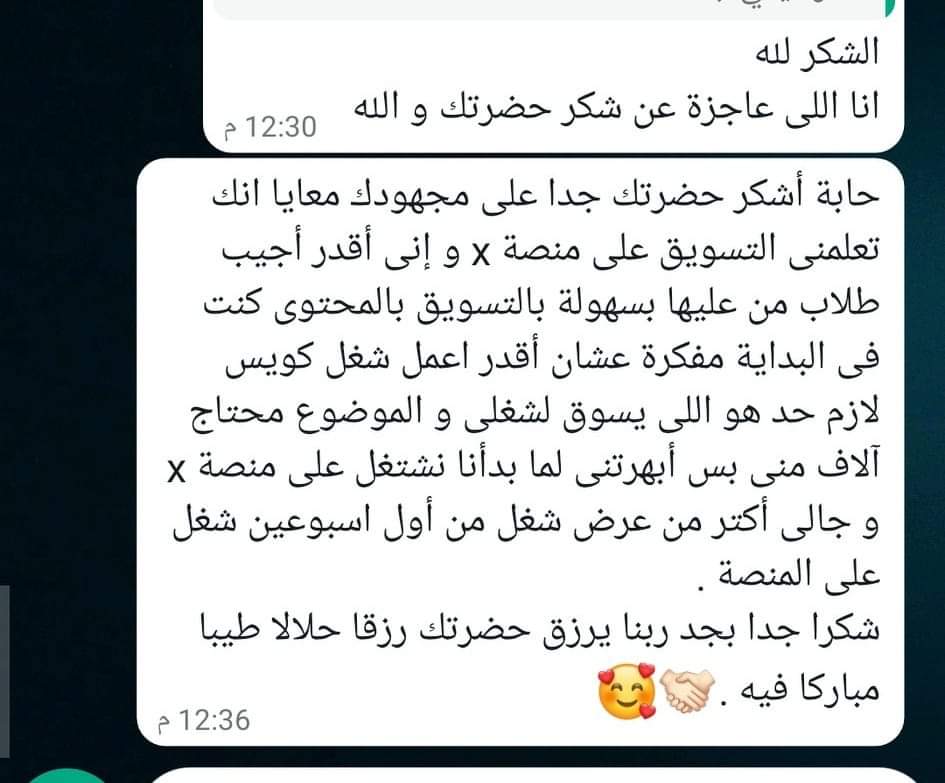 الشكر لله
انا اللى عاجزة عن شكر حضرتك و الله
12:30 م
حابة أشكر حضرتك جدا على مجهودك معايا انك
تعلمنى التسويق على منصة x و إنى أقدر أجيب
طلاب من عليها بسهولة بالتسويق بالمحتوى كنت
فى البداية مفكرة عشان أقدر اعمل شغل كويس
لازم حد هو اللى يسوق لشغلى و الموضوع محتاج
آلاف منى بس أبهرتنى لما بدأنا نشتغل على منصة x
و جالى أكتر من عرض شغل من أول اسبوعين شغل
على المنصة .
شكرا جدا بجد ربنا يرزق حضرتك رزقا حلالا طيبا
مباركا فيه .🤝🏻🥰
12:36 م